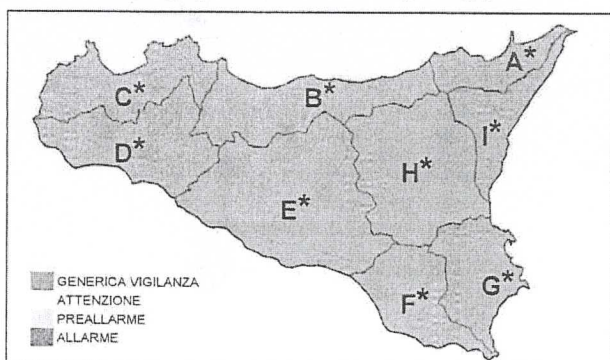 A*
C*
B*
I*
D*
H*
E*
G*
F*
GENERICA VIGILANZA
ATTENZIONE
PREALLARME
ALLARME